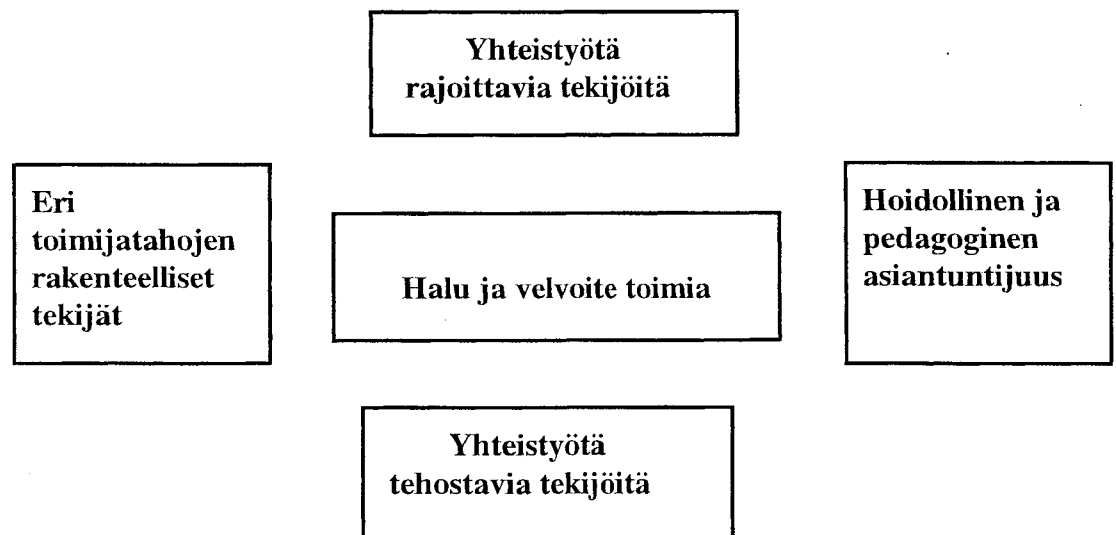 Yhteistyötä
rajoittavia tekijöitä
Eri
toimijatahojen
rakenteelliset
tekijät
Halu ja velvoite toimia
Hoidollinen ja
pedagoginen
asiantuntijuus
Yhteistyötä
tehostavia tekijöitä